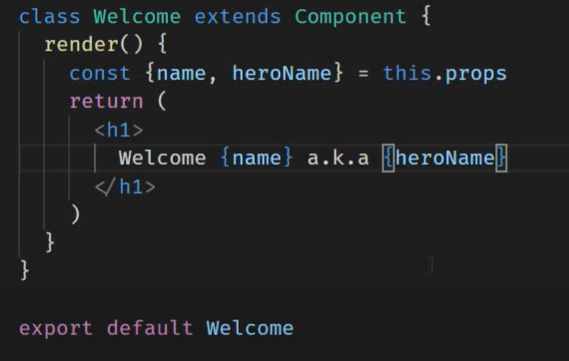 class Welcome extends Component {
  render() {
    const {name, heroName} = this.props
    return (
      <h1>
        Welcome {name} a.k.a {heroName}
      </h1>
    )
  }
}

export default Welcome